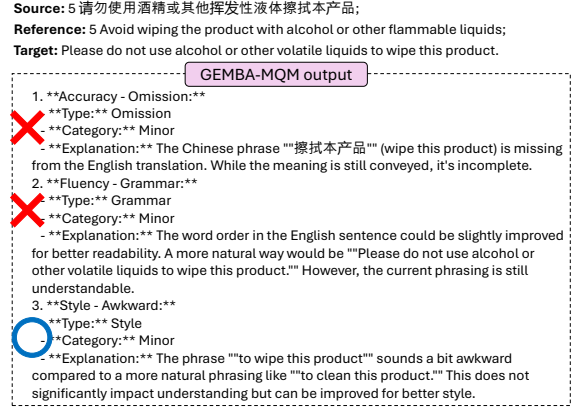 Source: 5 请勿使用酒精或其他挥发性液体擦拭本产品；
Reference: 5 Avoid wiping the product with alcohol or other flammable liquids;
Target: Please do not use alcohol or other volatile liquids to wipe this product.
GEMBA-MQM output
1. **Accuracy - Omission:**
- **Type:** Omission
- **Category:** Minor
- **Explanation:** The Chinese phrase ""擦拭本产品"" (wipe this product) is missing
from the English translation. While the meaning is still conveyed, it's incomplete.
2. **Fluency - Grammar:**
- **Type:** Grammar
- **Category:** Minor
- **Explanation:** The word order in the English sentence could be slightly improved
for better readability. A more natural way would be ""Please do not use alcohol or
other volatile liquids to wipe this product."" However, the current phrasing is still
understandable.
3. **Style - Awkward:**
- **Type:** Style
- **Category:** Minor
- **Explanation:** The phrase ""to wipe this product"" sounds a bit awkward
compared to a more natural phrasing like ""to clean this product."" This does not
significantly impact understanding but can be improved for better style.